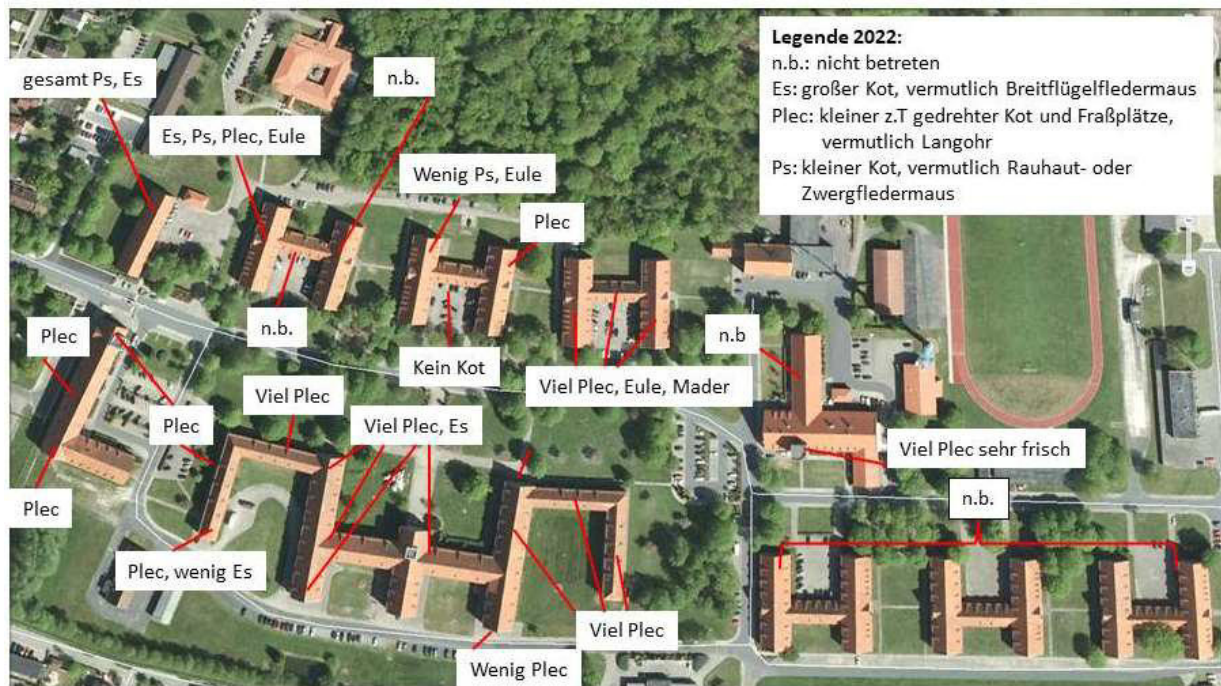 Legende 2022:
n.b.: nicht betreten
Es: großer Kot, vermutlich Breitflügelfledermaus
Plec: kleiner z.T gedrehter Kot und Fraßplätze,
vermutlich Langohr
Ps: kleiner Kot, vermutlich Rauhaut- oder
Zwergfledermaus
gesamt Ps, Es
n.b.
Es, Ps, Plec, Eule
Wenig Ps, Eule
Plec
n.b.
Kein Kot
Plec
n.b
Viel Plec, Eule, Mader
Viel Plec
Plec
Viel Plec, Es
Viel Plec sehr frisch
Plec
n.b.
Plec, wenig Es
Viel Plec
Wenig Plec